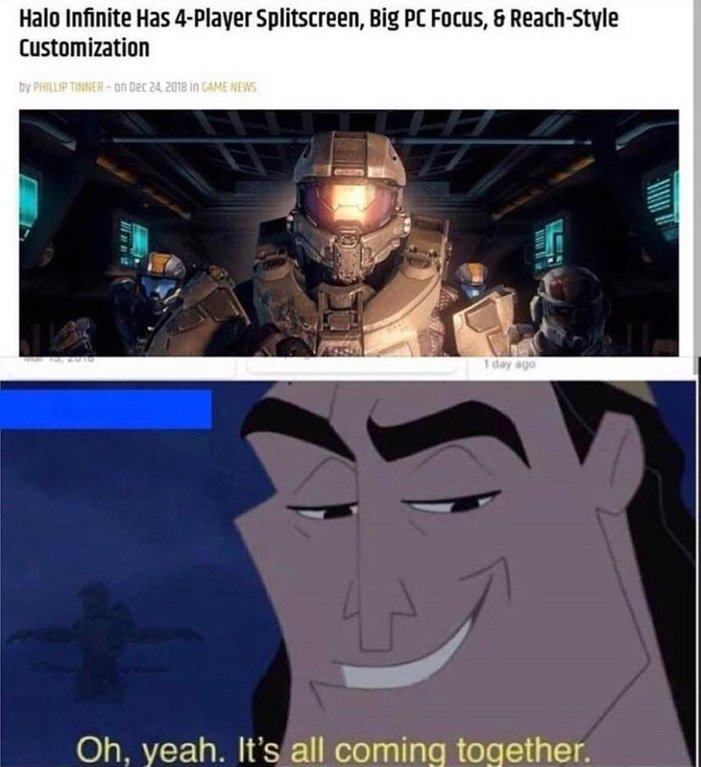 Halo Infinite Has 4-Player Splitscreen, Big PC Focus, & Reach-Style
Customization
by PHILLIP TINNER - on Dec 24, 2018 in GAME NEWS
1 day ago
Oh, yeah. It's all coming together.